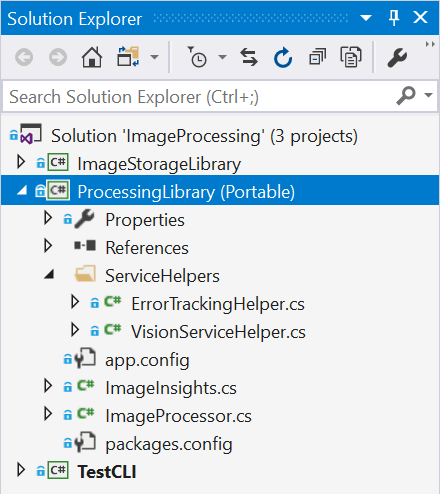 Solution Explorer
Search Solution Explorer (Ctrl+;)
Solution 'ImageProcessing' (3 projects)
C# ImageStorageLibrary
C# ProcessingLibrary (Portable)
Properties
References
ServiceHelpers
C# ErrorTrackingHelper.cs
C# VisionServiceHelper.cs
app.config
C# ImageInsights.cs
C# ImageProcessor.cs
packages.config
C# TestCLI